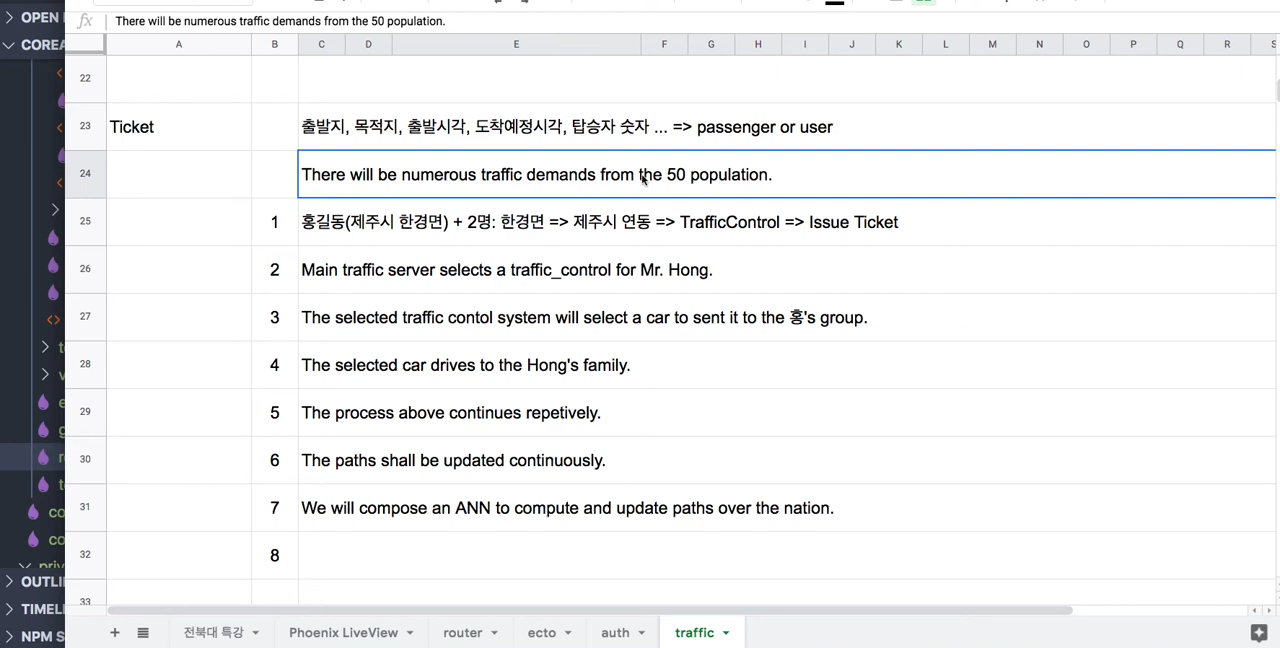 OPEN
fx There will be numerous traffic demands from the 50 population.
COREA
A B C D E F G H I J K L M N O P Q R S
22
23 Ticket 출발지, 목적지, 출발시각, 도착예정시각, 탑승자 숫자 ... => passenger or user
24 There will be numerous traffic demands from the 50 population.
25 1 홍길동(제주시 한경면) + 2명: 한경면 => 제주시 연동 => TrafficControl => Issue Ticket
26 2 Main traffic server selects a traffic_control for Mr. Hong.
27 3 The selected traffic contol system will select a car to sent it to the 홍's group.
28 4 The selected car drives to the Hong's family.
29 5 The process above continues repetively.
30 6 The paths shall be updated continuously.
31 7 We will compose an ANN to compute and update paths over the nation.
32 8
33
te
v
e
g
r
te
co
co
priv
OUTLI
TIMEL
NPM S
전북대 특강 Phoenix LiveView router ecto auth traffic